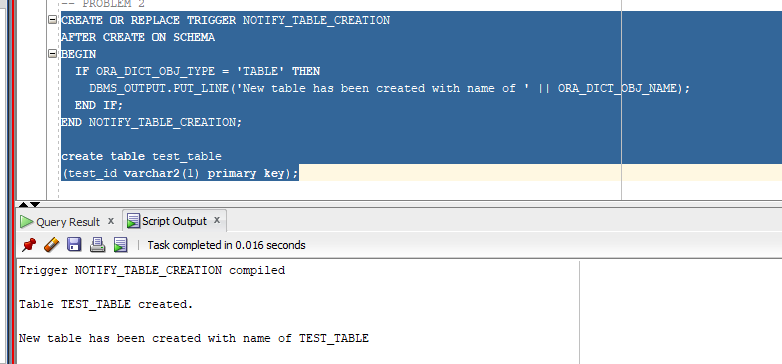 -- PROBLEM 2
CREATE OR REPLACE TRIGGER NOTIFY_TABLE_CREATION
AFTER CREATE ON SCHEMA
BEGIN
IF ORA_DICT_OBJ_TYPE = 'TABLE' THEN
DBMS_OUTPUT.PUT_LINE('New table has been created with name of ' || ORA_DICT_OBJ_NAME);
END IF;
END NOTIFY_TABLE_CREATION;
create table test_table
(test_id varchar2(1) primary key);
Query Result x Script Output x
Task completed in 0.016 seconds
Trigger NOTIFY_TABLE_CREATION compiled
Table TEST_TABLE created.
New table has been created with name of TEST_TABLE